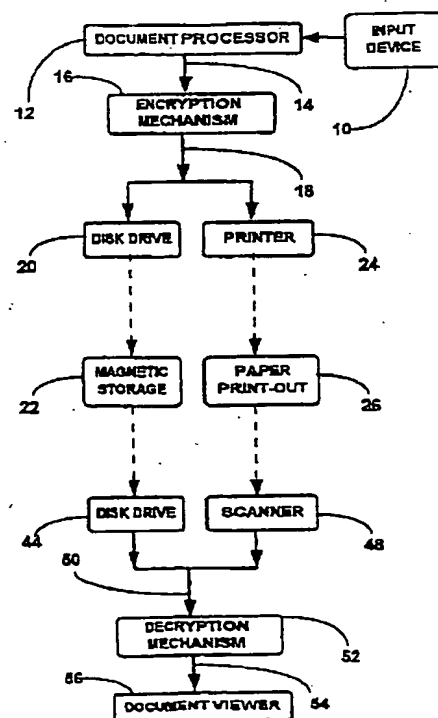 DOCUMENT PROCESSOR
INPUT
DEVICE
12
16
14
10
ENCRYPTION
MECHANISM
18
DISK DRIVE
PRINTER
20
24
MAGNETIC
STORAGE
PAPER
PRINT-OUT
22
26
DISK DRIVE
SCANNER
44
48
50
DECRYPTION
MECHANISM
52
56
54
DOCUMENT VIEWER